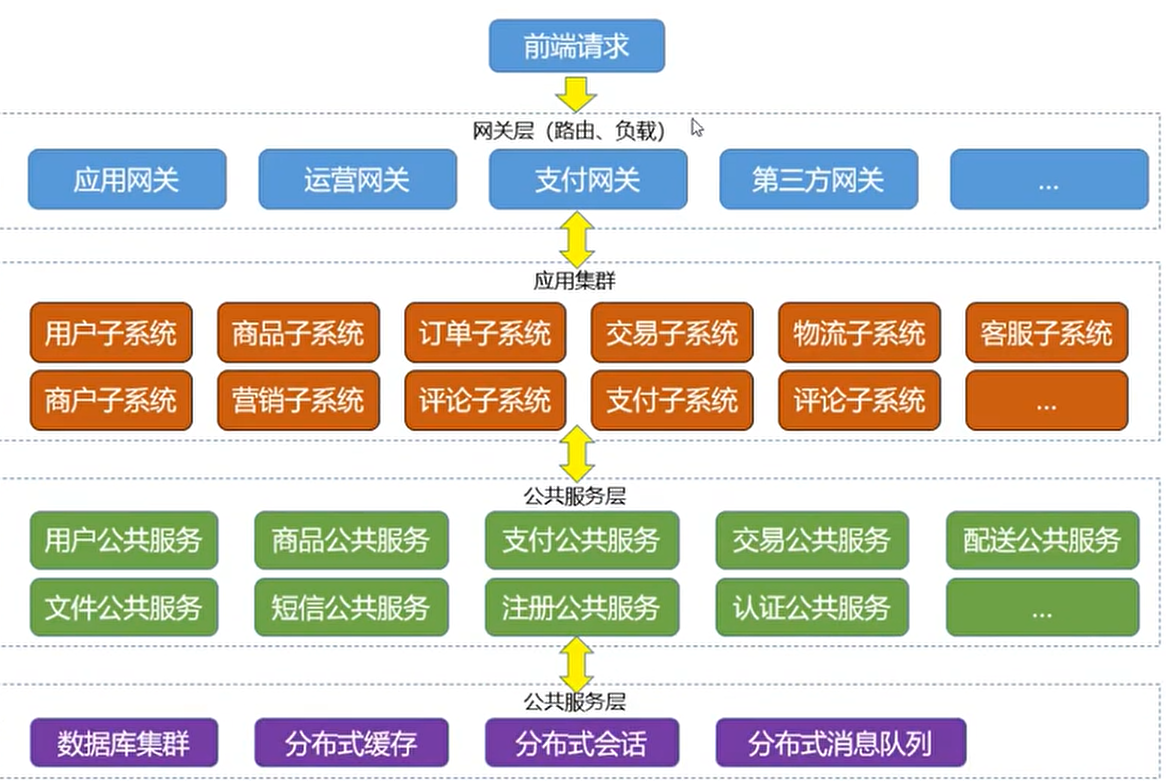 前端请求
网关层（路由、负载）
应用网关 运营网关 支付网关 第三方网关 ...
应用集群
用户子系统 商品子系统 订单子系统 交易子系统 物流子系统 客服子系统
商户子系统 营销子系统 评论子系统 支付子系统 评论子系统 ...
公共服务层
用户公共服务 商品公共服务 支付公共服务 交易公共服务 配送公共服务
文件公共服务 短信公共服务 注册公共服务 认证公共服务 ...
公共服务层
数据库集群 分布式缓存 分布式会话 分布式消息队列